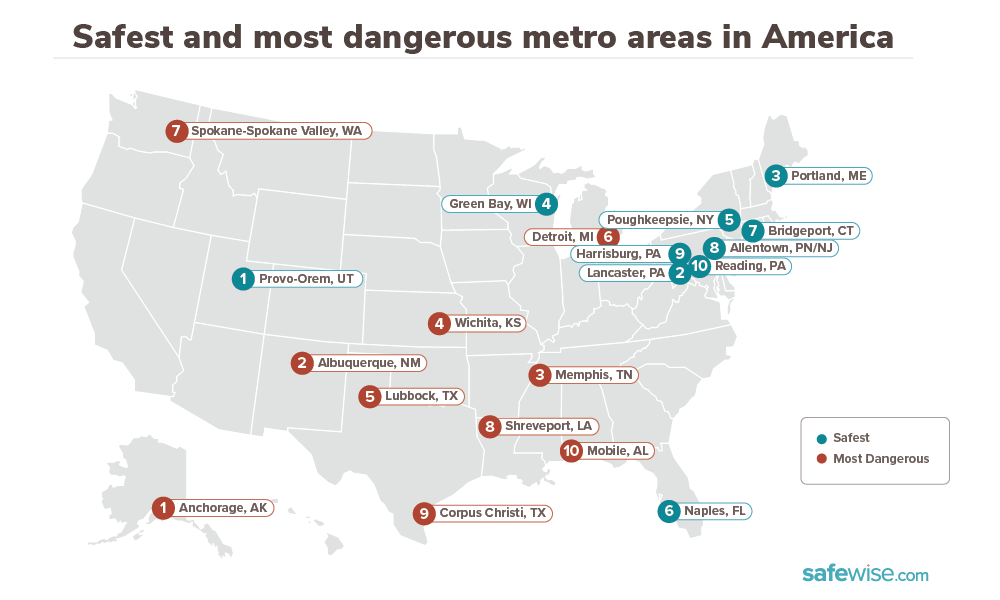 Safest and most dangerous metro areas in America
7 Spokane-Spokane Valley, WA
3 Portland, ME
Green Bay, WI 4
Poughkeepsie, NY 5
7 Bridgeport, CT
Detroit, MI 6
8 Allentown, PN/NJ
Harrisburg, PA 9
10 Reading, PA
Lancaster, PA 2
1 Provo-Orem, UT
4 Wichita, KS
2 Albuquerque, NM
3 Memphis, TN
5 Lubbock, TX
8 Shreveport, LA
10 Mobile, AL
Safest
Most Dangerous
1 Anchorage, AK
9 Corpus Christi, TX
6 Naples, FL
safewise.com